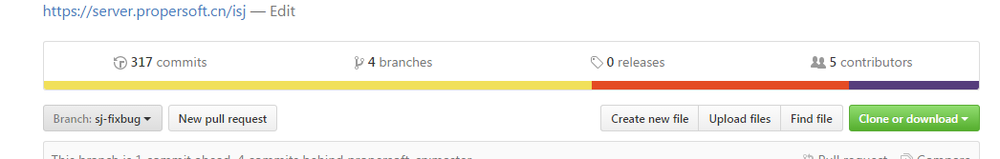 https://server.propersoft.cn/isj — Edit
317 commits 4 branches 0 releases 5 contributors
Branch: sj-fixbug New pull request Create new file Upload files Find file Clone or download
This branch is 1 commit ahead, 4 commits behind propersoft-cn:master. Pull request Compare